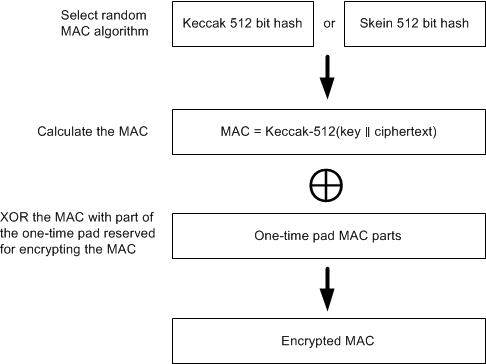 Select random
MAC algorithm
Keccak 512 bit hash
or
Skein 512 bit hash
Calculate the MAC
MAC = Keccak-512(key ‖ ciphertext)
XOR the MAC with part of
the one-time pad reserved
for encrypting the MAC
One-time pad MAC parts
Encrypted MAC